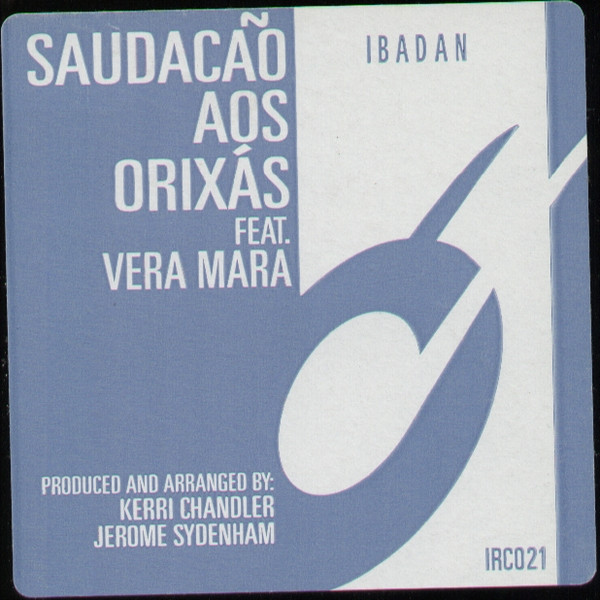 SAUDACÃO
AOS
ORIXÁS
FEAT.
VERA MARA
IBADAN
PRODUCED AND ARRANGED BY:
KERRI CHANDLER
JEROME SYDENHAM
IRC021